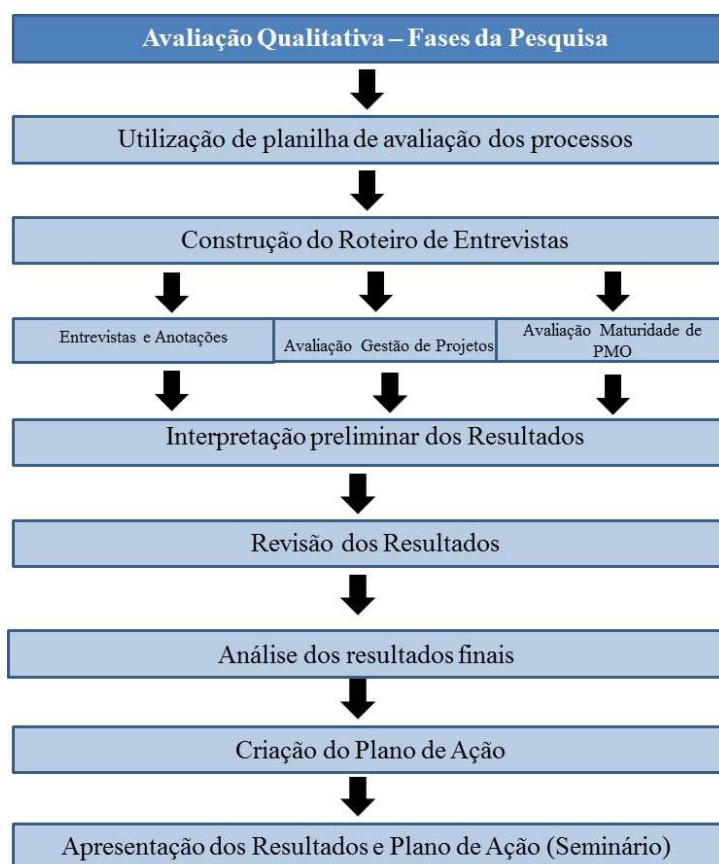 Avaliação Qualitativa – Fases da Pesquisa
Utilização de planilha de avaliação dos processos
Construção do Roteiro de Entrevistas
Entrevistas e Anotações
Avaliação Gestão de Projetos
Avaliação Maturidade de
PMO
Interpretação preliminar dos Resultados
Revisão dos Resultados
Análise dos resultados finais
Criação do Plano de Ação
Apresentação dos Resultados e Plano de Ação (Seminário)